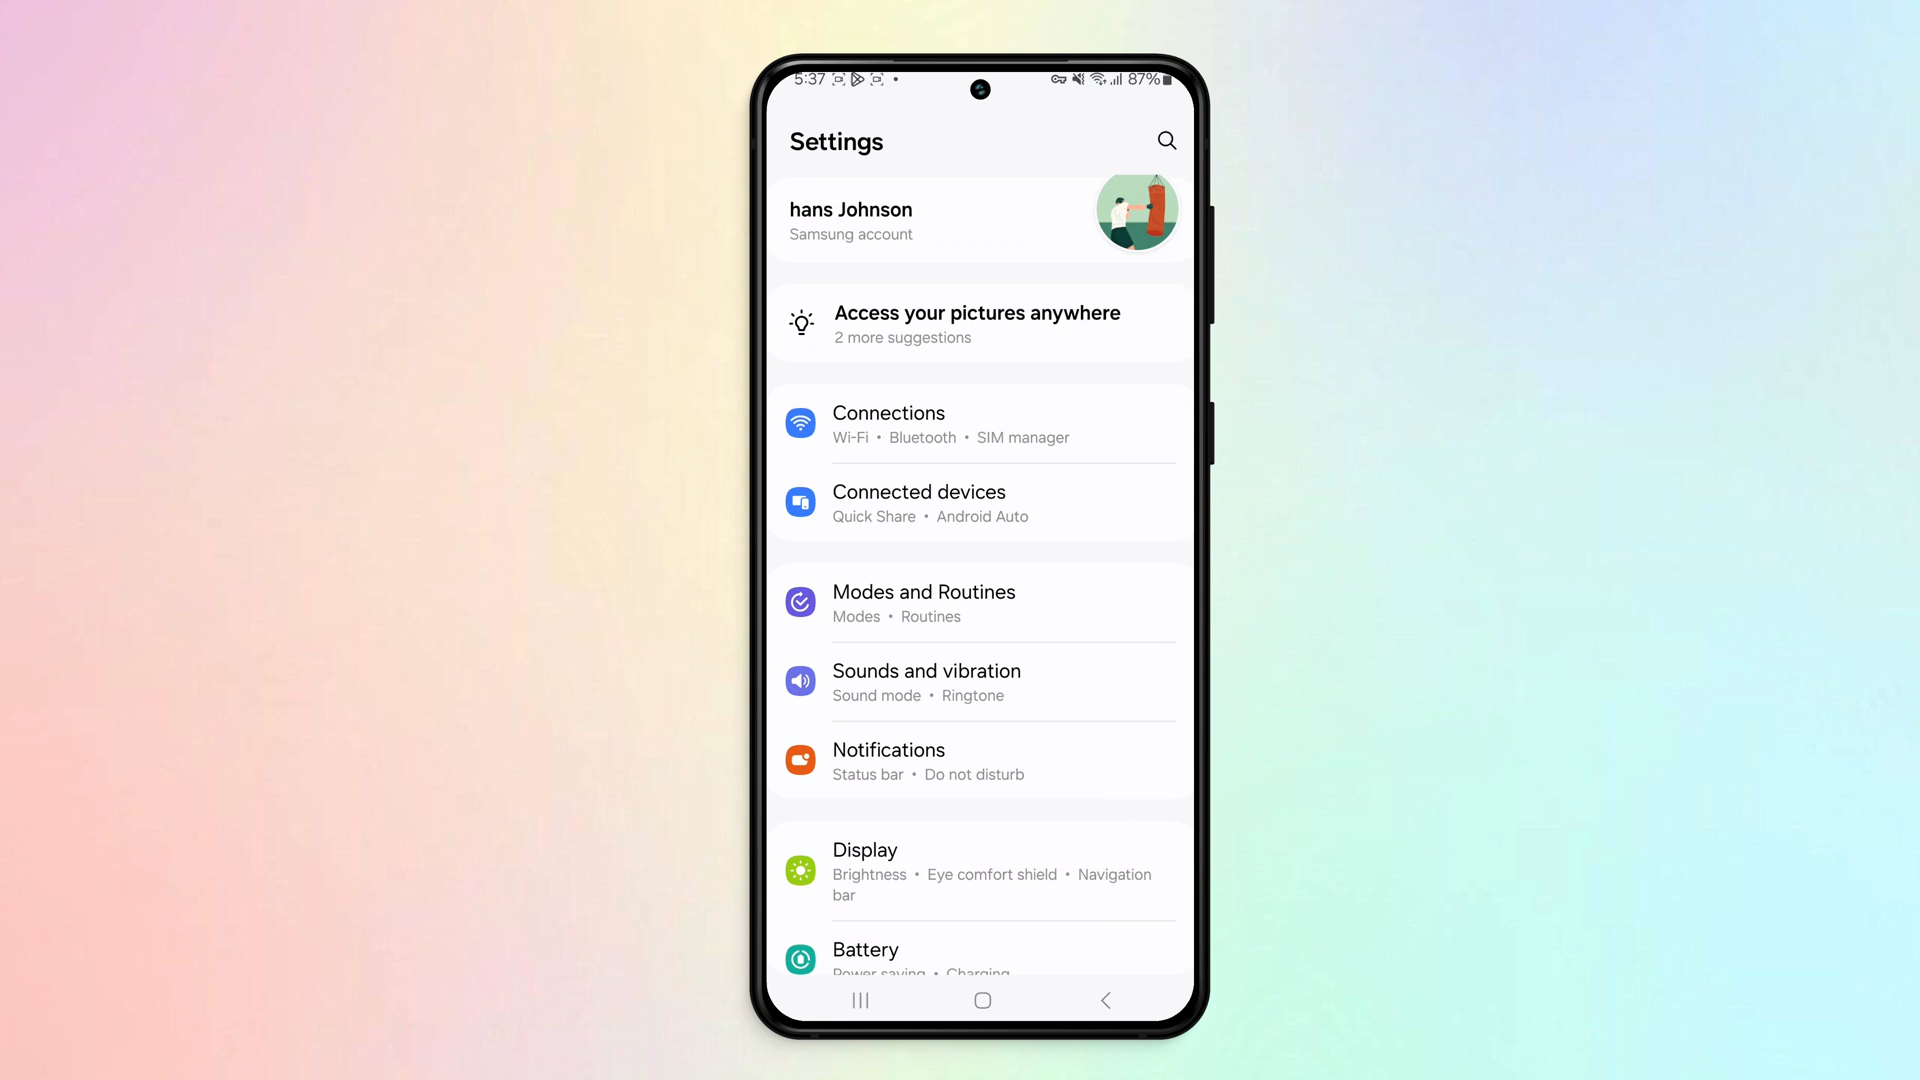 5:37 87%
Settings
hans Johnson
Samsung account
Access your pictures anywhere
2 more suggestions
Connections
Wi-Fi • Bluetooth • SIM manager
Connected devices
Quick Share • Android Auto
Modes and Routines
Modes • Routines
Sounds and vibration
Sound mode • Ringtone
Notifications
Status bar • Do not disturb
Display
Brightness • Eye comfort shield • Navigation
bar
Battery
Power saving • Charging